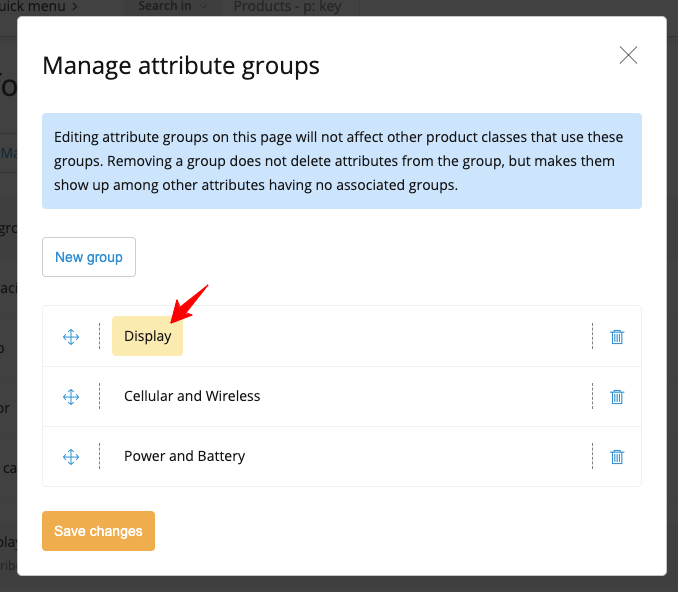 uick menu >
Search in
Products - p: key
Manage attribute groups
Editing attribute groups on this page will not affect other product classes that use these
groups. Removing a group does not delete attributes from the group, but makes them
show up among other attributes having no associated groups.
New group
Display
Cellular and Wireless
Power and Battery
Save changes